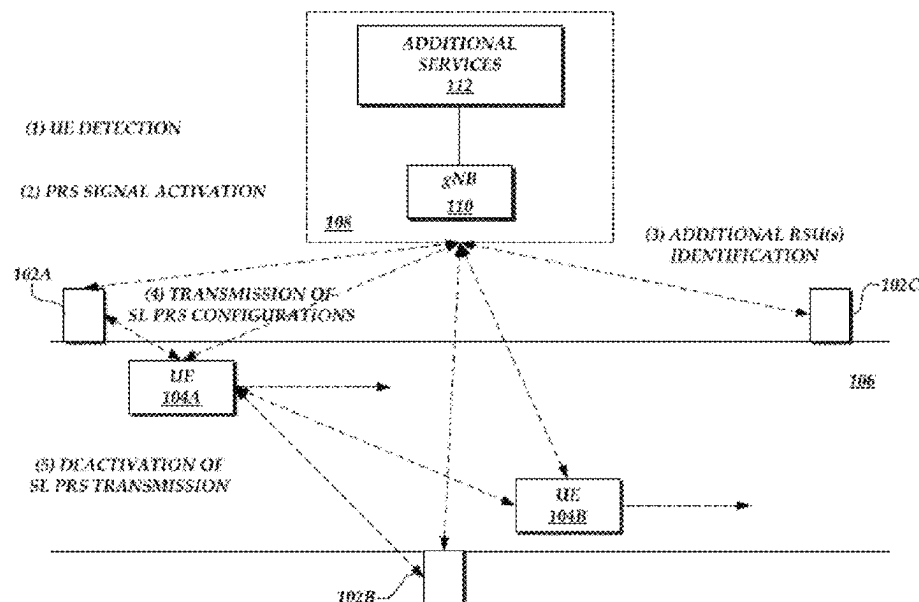 ADDITIONAL
SERVICES
112
(1) UE DETECTION
(2) PRS SIGNAL ACTIVATION
gNB
110
108
(3) ADDITIONAL RSU(s)
IDENTIFICATION
102A
(4) TRANSMISSION OF
SL PRS CONFIGURATIONS
102C
UE
104A
106
(5) DEACTIVATION OF
SL PRS TRANSMISSION
UE
104B
102B